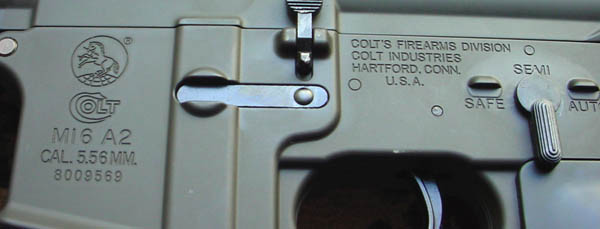 COLT
M16 A2
CAL. 5.56 MM.
8009569
COLT'S FIREARMS DIVISION
COLT INDUSTRIES
HARTFORD, CONN.
U.S.A.
SEMI
SAFE
AUTO